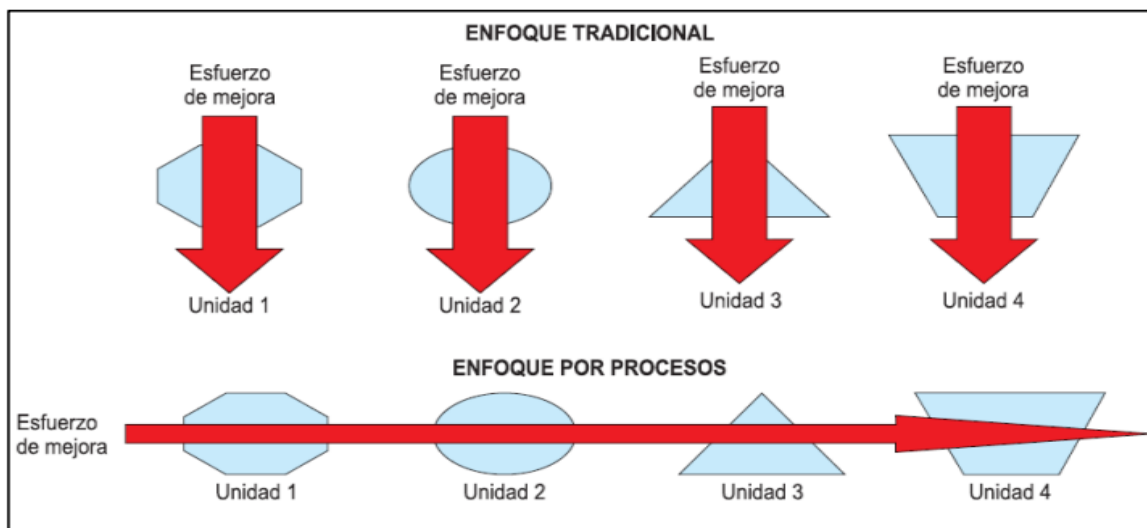 ENFOQUE TRADICIONAL
Esfuerzo
de mejora
Esfuerzo
de mejora
Esfuerzo
de mejora
Esfuerzo
de mejora
Unidad 1
Unidad 2
Unidad 3
Unidad 4
ENFOQUE POR PROCESOS
Esfuerzo
de mejora
Unidad 1
Unidad 2
Unidad 3
Unidad 4